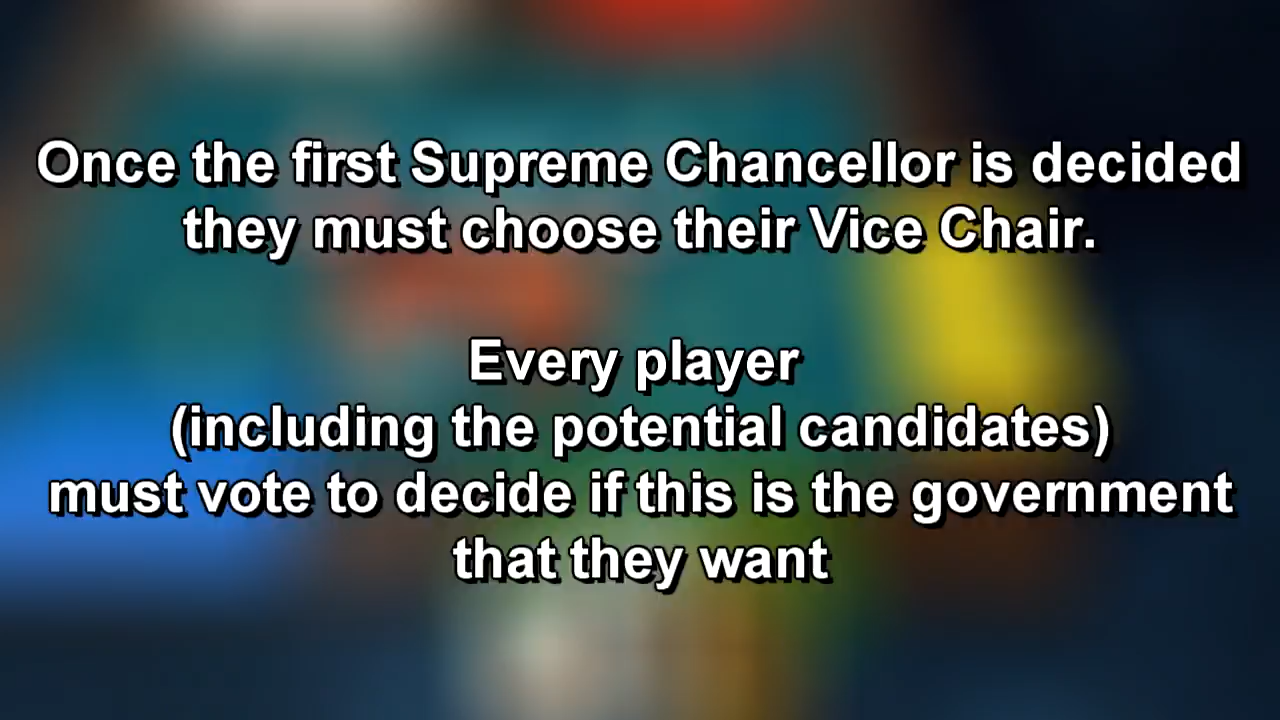 Once the first Supreme Chancellor is decided
they must choose their Vice Chair.
Every player
(including the potential candidates)
must vote to decide if this is the government
that they want